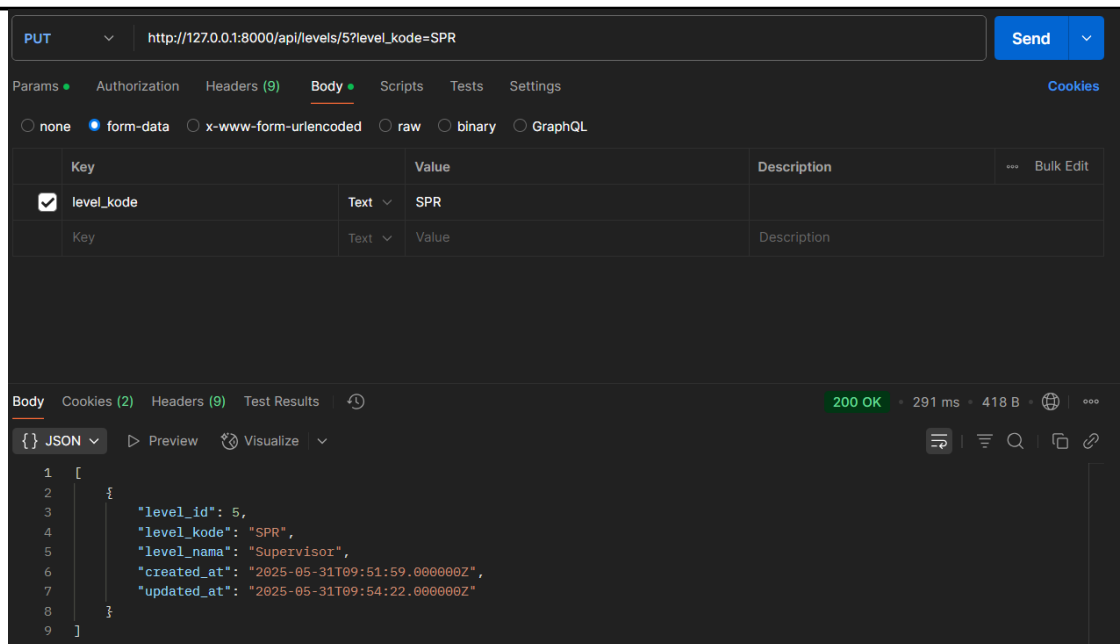 PUT http://127.0.0.1:8000/api/levels/5?level_kode=SPR Send
Params Authorization Headers (9) Body Scripts Tests Settings Cookies
none form-data x-www-form-urlencoded raw binary GraphQL
Key Value Description Bulk Edit
level_kode Text SPR
Key Text Value Description
Body Cookies (2) Headers (9) Test Results 200 OK 291 ms 418 B
{} JSON Preview Visualize
1 [
2 {
3 "level_id": 5,
4 "level_kode": "SPR",
5 "level_nama": "Supervisor",
6 "created_at": "2025-05-31T09:51:59.000000Z",
7 "updated_at": "2025-05-31T09:54:22.000000Z"
8 }
9 ]